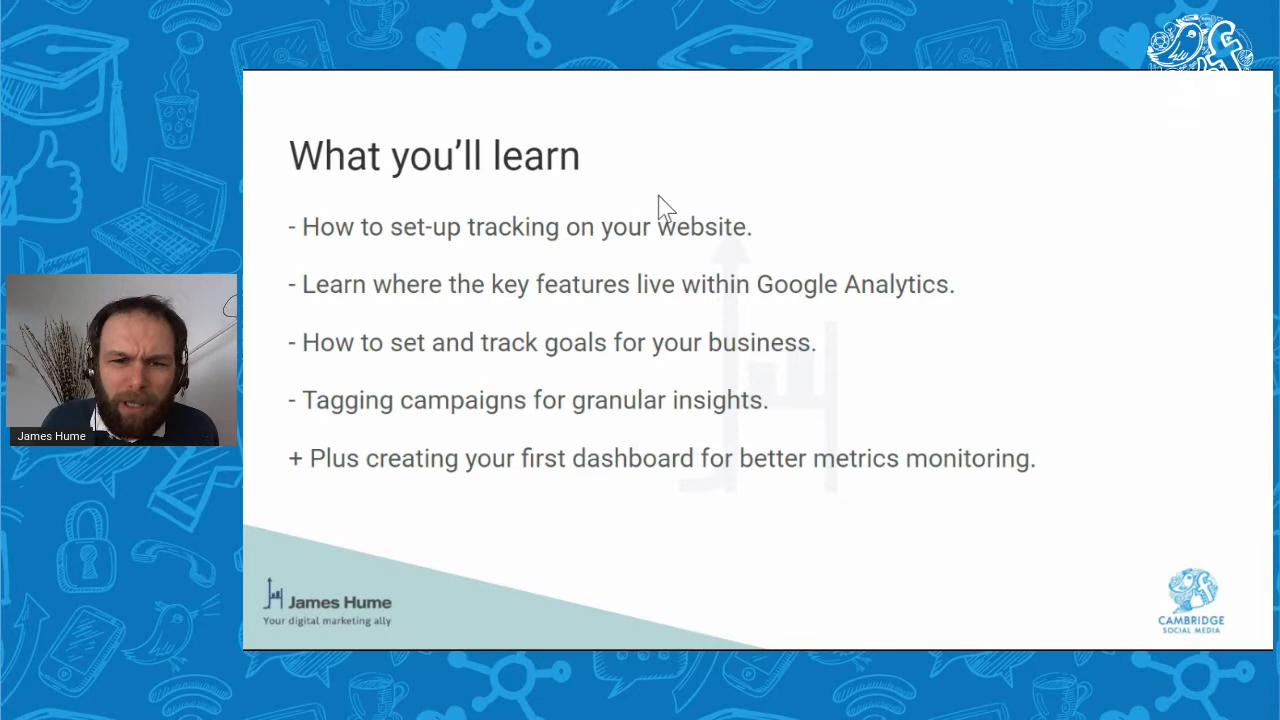 What you'll learn
- How to set-up tracking on your website.
- Learn where the key features live within Google Analytics.
- How to set and track goals for your business.
- Tagging campaigns for granular insights.
+ Plus creating your first dashboard for better metrics monitoring.
James Hume
James Hume
Your digital marketing ally
CAMBRIDGE
SOCIAL MEDIA